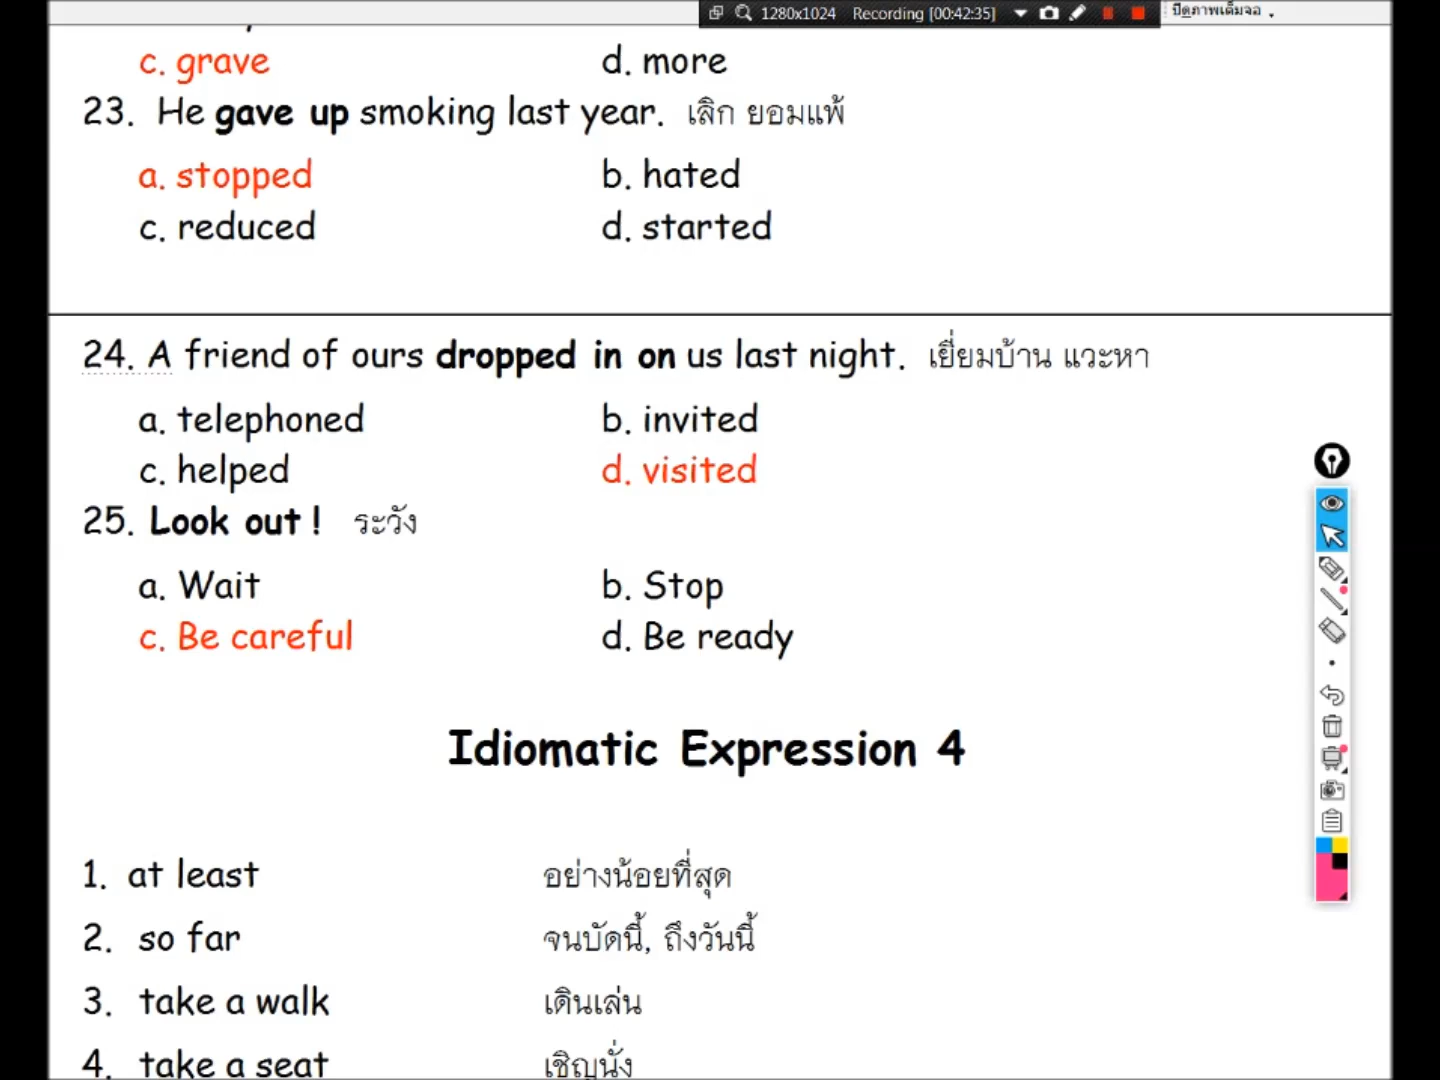 1280x1024 Recording [00:42:35] ปิดภาพเต็มจอ
c. grave d. more
23. He gave up smoking last year. เลิก ยอมแพ้
a. stopped b. hated
c. reduced d. started
24. A friend of ours dropped in on us last night. เยี่ยมบ้าน แวะหา
a. telephoned b. invited
c. helped d. visited
25. Look out ! ระวัง
a. Wait b. Stop
c. Be careful d. Be ready
Idiomatic Expression 4
1. at least อย่างน้อยที่สุด
2. so far จนบัดนี้, ถึงวันนี้
3. take a walk เดินเล่น
4. take a seat เชิญนั่ง